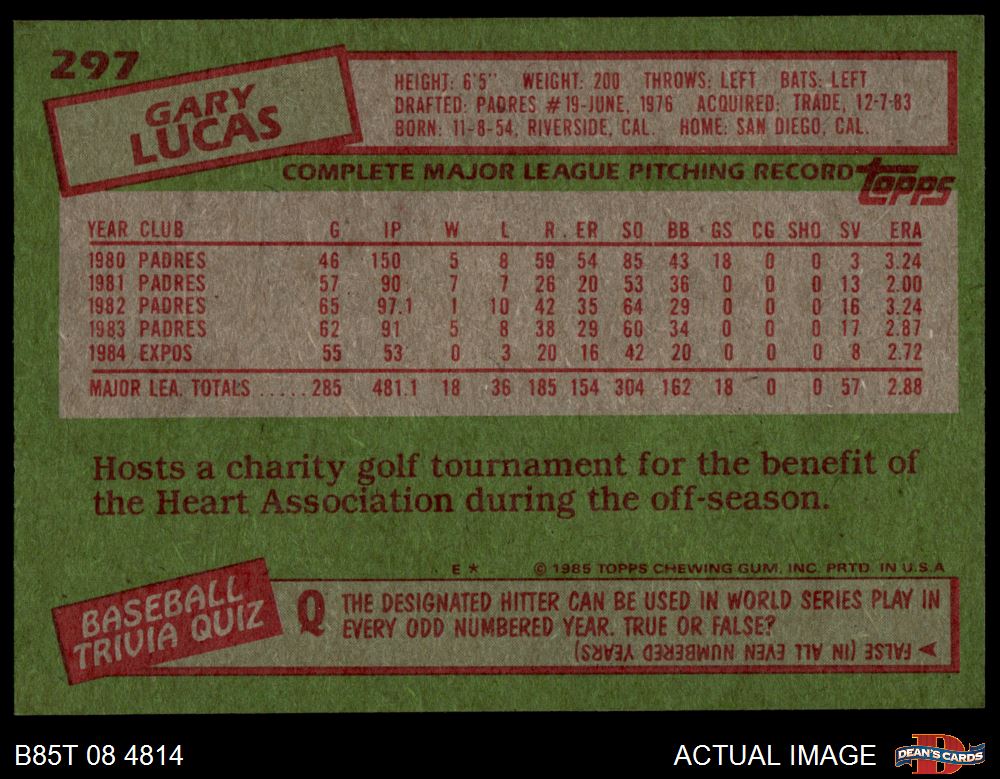 297
GARY
LUCAS
HEIGHT: 6'5" WEIGHT: 200 THROWS: LEFT BATS: LEFT
DRAFTED: PADRES #19-JUNE, 1976 ACQUIRED: TRADE, 12-7-83
BORN: 11-8-54, RIVERSIDE, CAL. HOME: SAN DIEGO, CAL.
COMPLETE MAJOR LEAGUE PITCHING RECORD topps
YEAR CLUB G IP W L R ER SO BB GS CG SHO SV ERA
1980 PADRES 46 150 5 8 59 54 85 43 18 0 0 3 3.24
1981 PADRES 57 90 7 7 26 20 53 36 0 0 0 13 2.00
1982 PADRES 65 97.1 1 10 42 35 64 29 0 0 0 16 3.24
1983 PADRES 62 91 5 8 38 29 60 34 0 0 0 17 2.87
1984 EXPOS 55 53 0 3 20 16 42 20 0 0 0 8 2.72
MAJOR LEA. TOTALS ..... 285 481.1 18 36 185 154 304 162 18 0 0 57 2.88
Hosts a charity golf tournament for the benefit of
the Heart Association during the off-season.
E * © 1985 TOPPS CHEWING GUM, INC. PRTD. IN U.S.A
BASEBALL
TRIVIA QUIZ
Q THE DESIGNATED HITTER CAN BE USED IN WORLD SERIES PLAY IN
EVERY ODD NUMBERED YEAR. TRUE OR FALSE?
FALSE (IN ALL EVEN NUMBERED YEARS)
B85T 08 4814
ACTUAL IMAGE
DEAN'S CARDS